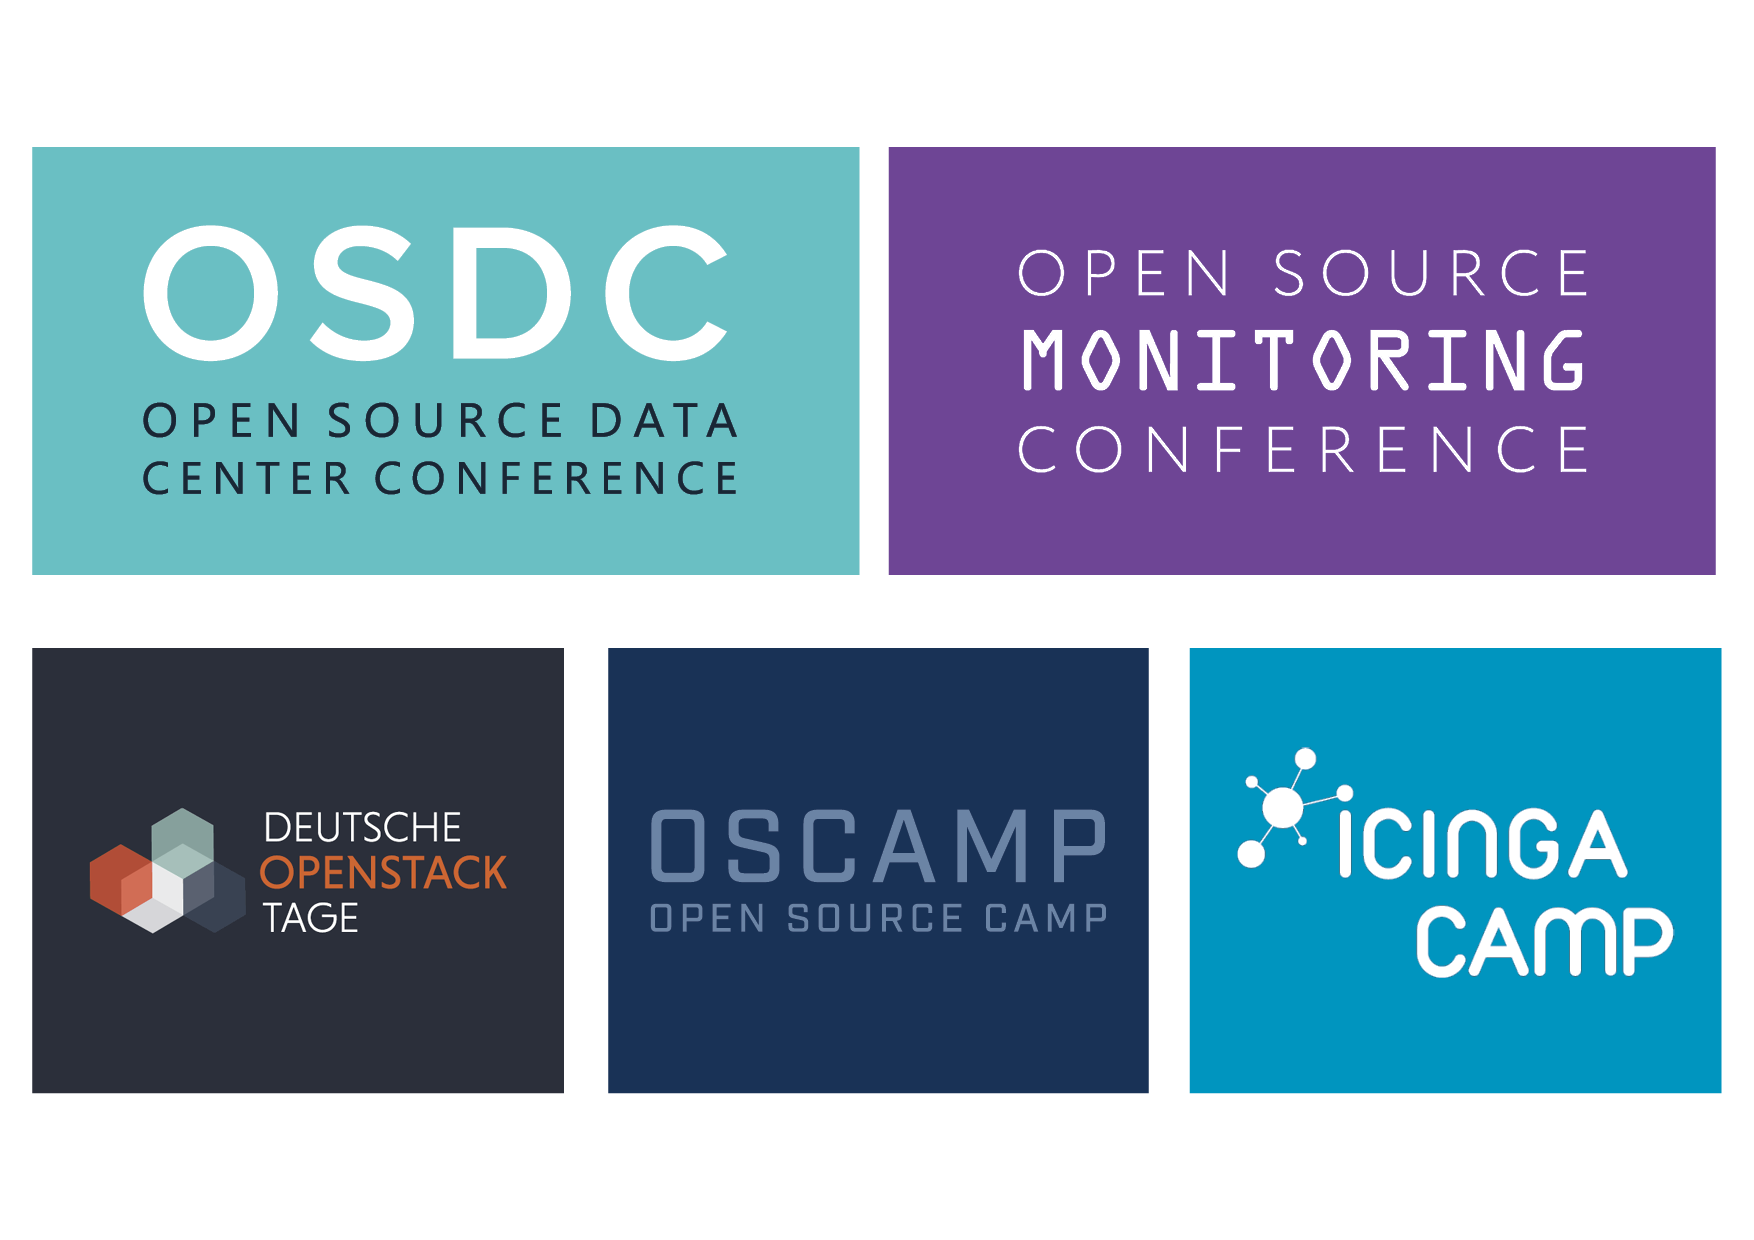 OSDC
OPEN SOURCE DATA
CENTER CONFERENCE
OPEN SOURCE
MONITORING
CONFERENCE
DEUTSCHE
OPENSTACK
TAGE
OSCAMP
OPEN SOURCE CAMP
ICINGA
CAMP